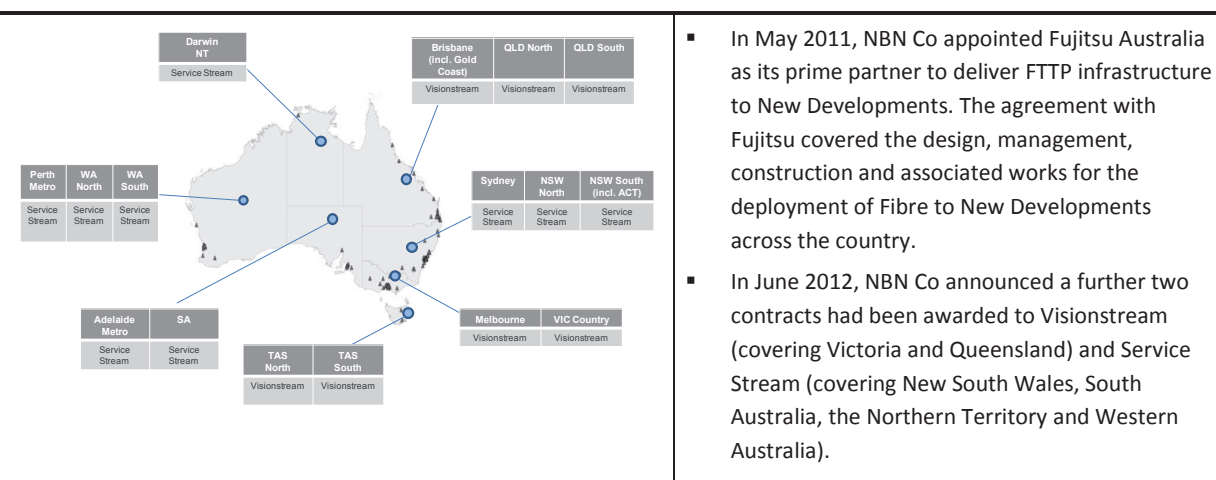 Darwin
NT
Service Stream
Brisbane
(incl. Gold
Coast)
QLD North
QLD South
Visionstream
Visionstream
Visionstream
Perth
Metro
WA
North
WA
South
Service
Stream
Service
Stream
Service
Stream
Sydney
NSW
North
NSW South
(incl. ACT)
Service
Stream
Service
Stream
Service
Stream
Adelaide
Metro
SA
Service
Stream
Service
Stream
TAS
North
TAS
South
Visionstream
Visionstream
Melbourne
VIC Country
Visionstream
Visionstream
▪ In May 2011, NBN Co appointed Fujitsu Australia
as its prime partner to deliver FTTP infrastructure
to New Developments. The agreement with
Fujitsu covered the design, management,
construction and associated works for the
deployment of Fibre to New Developments
across the country.
▪ In June 2012, NBN Co announced a further two
contracts had been awarded to Visionstream
(covering Victoria and Queensland) and Service
Stream (covering New South Wales, South
Australia, the Northern Territory and Western
Australia).